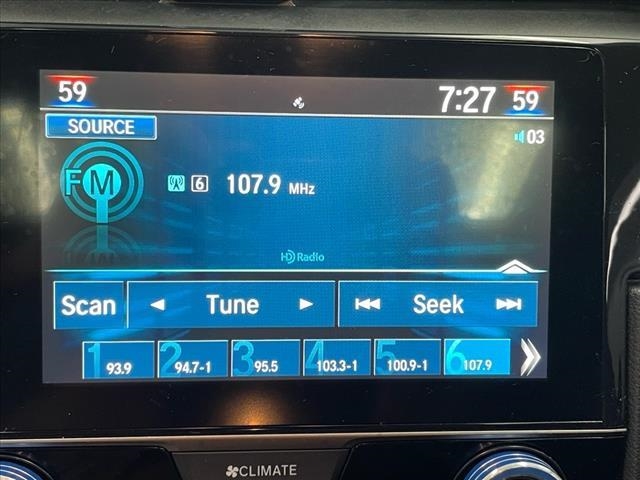 59 7:27 59
SOURCE 03
FM 6 107.9 MHz
HD Radio
Scan Tune Seek
1 93.9 2 94.7-1 3 95.5 4 103.3-1 5 100.9-1 6 107.9
CLIMATE